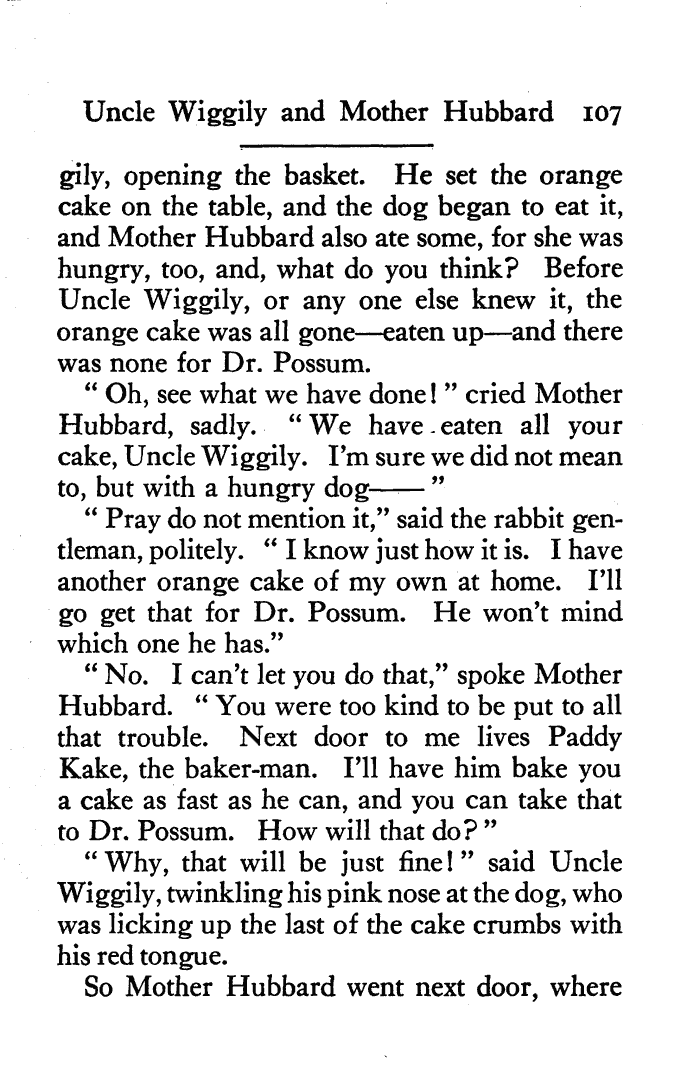 Uncle Wiggily and Mother Hubbard 107
gily, opening the basket. He set the orange
cake on the table, and the dog began to eat it,
and Mother Hubbard also ate some, for she was
hungry, too, and, what do you think? Before
Uncle Wiggily, or any one else knew it, the
orange cake was all gone—eaten up—and there
was none for Dr. Possum.
“ Oh, see what we have done! ” cried Mother
Hubbard, sadly. “ We have eaten all your
cake, Uncle Wiggily. I’m sure we did not mean
to, but with a hungry dog—— ”
“ Pray do not mention it,” said the rabbit gen-
tleman, politely. “ I know just how it is. I have
another orange cake of my own at home. I’ll
go get that for Dr. Possum. He won’t mind
which one he has.”
“ No. I can’t let you do that,” spoke Mother
Hubbard. “ You were too kind to be put to all
that trouble. Next door to me lives Paddy
Kake, the baker-man. I’ll have him bake you
a cake as fast as he can, and you can take that
to Dr. Possum. How will that do? ”
“ Why, that will be just fine! ” said Uncle
Wiggily, twinkling his pink nose at the dog, who
was licking up the last of the cake crumbs with
his red tongue.
So Mother Hubbard went next door, where